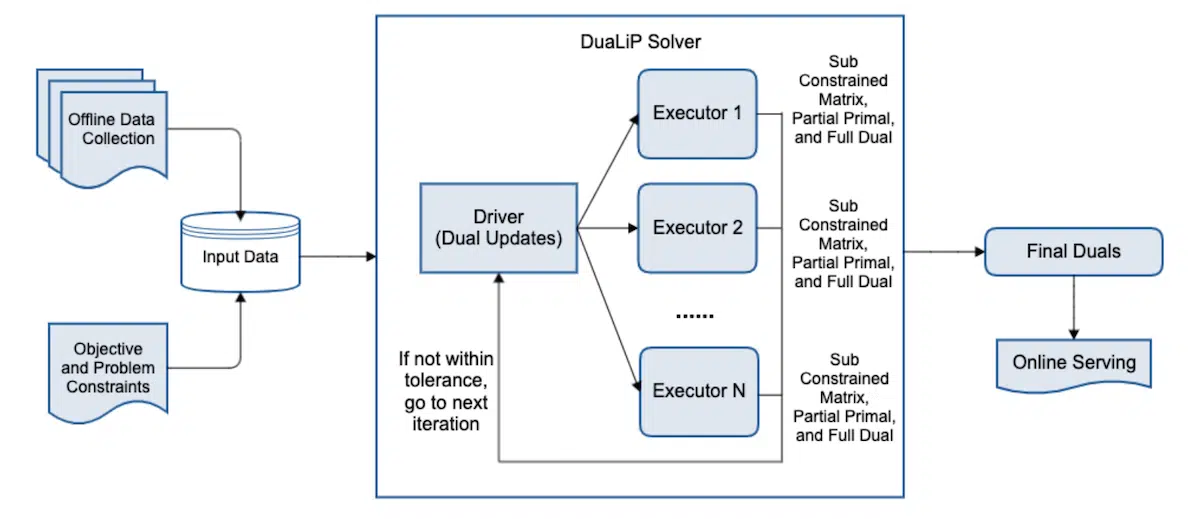 Offline Data
Collection
Input Data
Objective
and Problem
Constraints
DuaLiP Solver
Driver
(Dual Updates)
If not within
tolerance,
go to next
iteration
Executor 1
Sub
Constrained
Matrix,
Partial Primal,
and Full Dual
Executor 2
Sub
Constrained
Matrix,
Partial Primal,
and Full Dual
......
Executor N
Sub
Constrained
Matrix,
Partial Primal,
and Full Dual
Final Duals
Online Serving